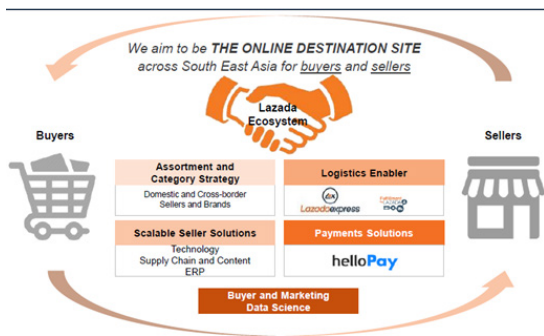 We aim to be THE ONLINE DESTINATION SITE
across South East Asia for buyers and sellers
Lazada
Ecosystem
Buyers
Sellers
Assortment and
Category Strategy
Domestic and Cross-border
Sellers and Brands
Logistics Enabler
LEX
Lazadaexpress
Scalable Seller Solutions
Technology
Supply Chain and Content
ERP
Payments Solutions
helloPay
Buyer and Marketing
Data Science